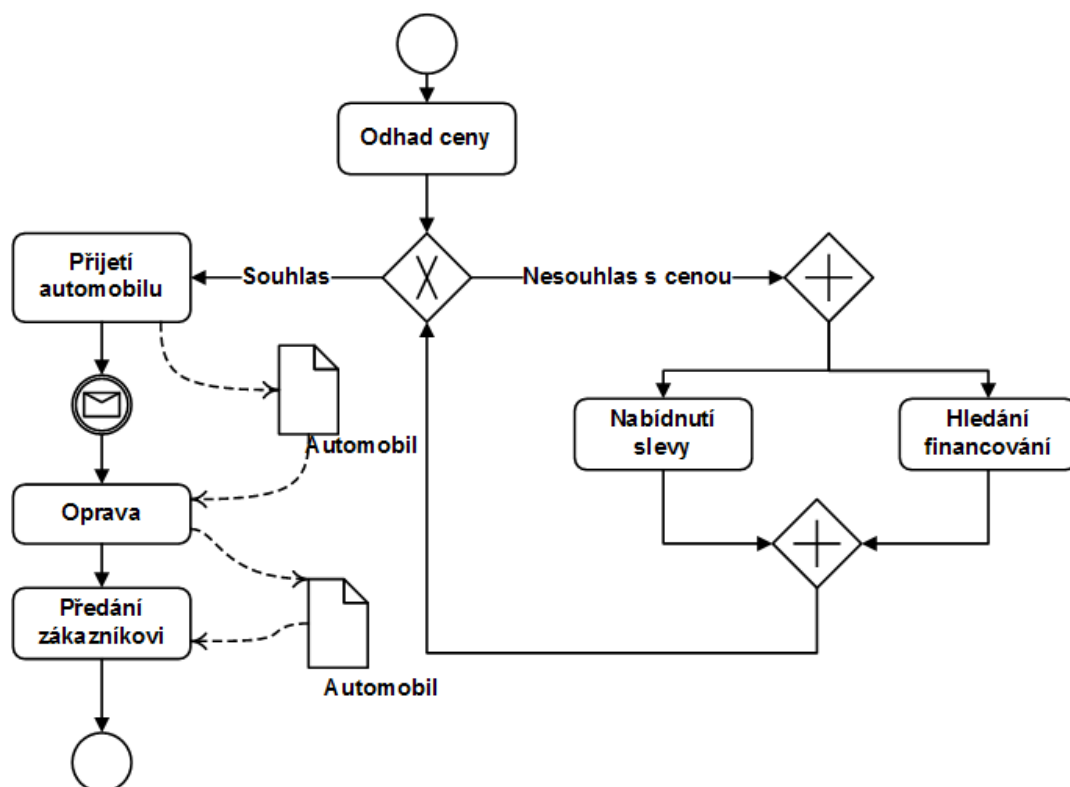 Odhad ceny
Přijetí
automobilu
Souhlas
Nesouhlas s cenou
Automobil
Nabídnutí
slevy
Hledání
financování
Oprava
Předání
zákazníkovi
Automobil